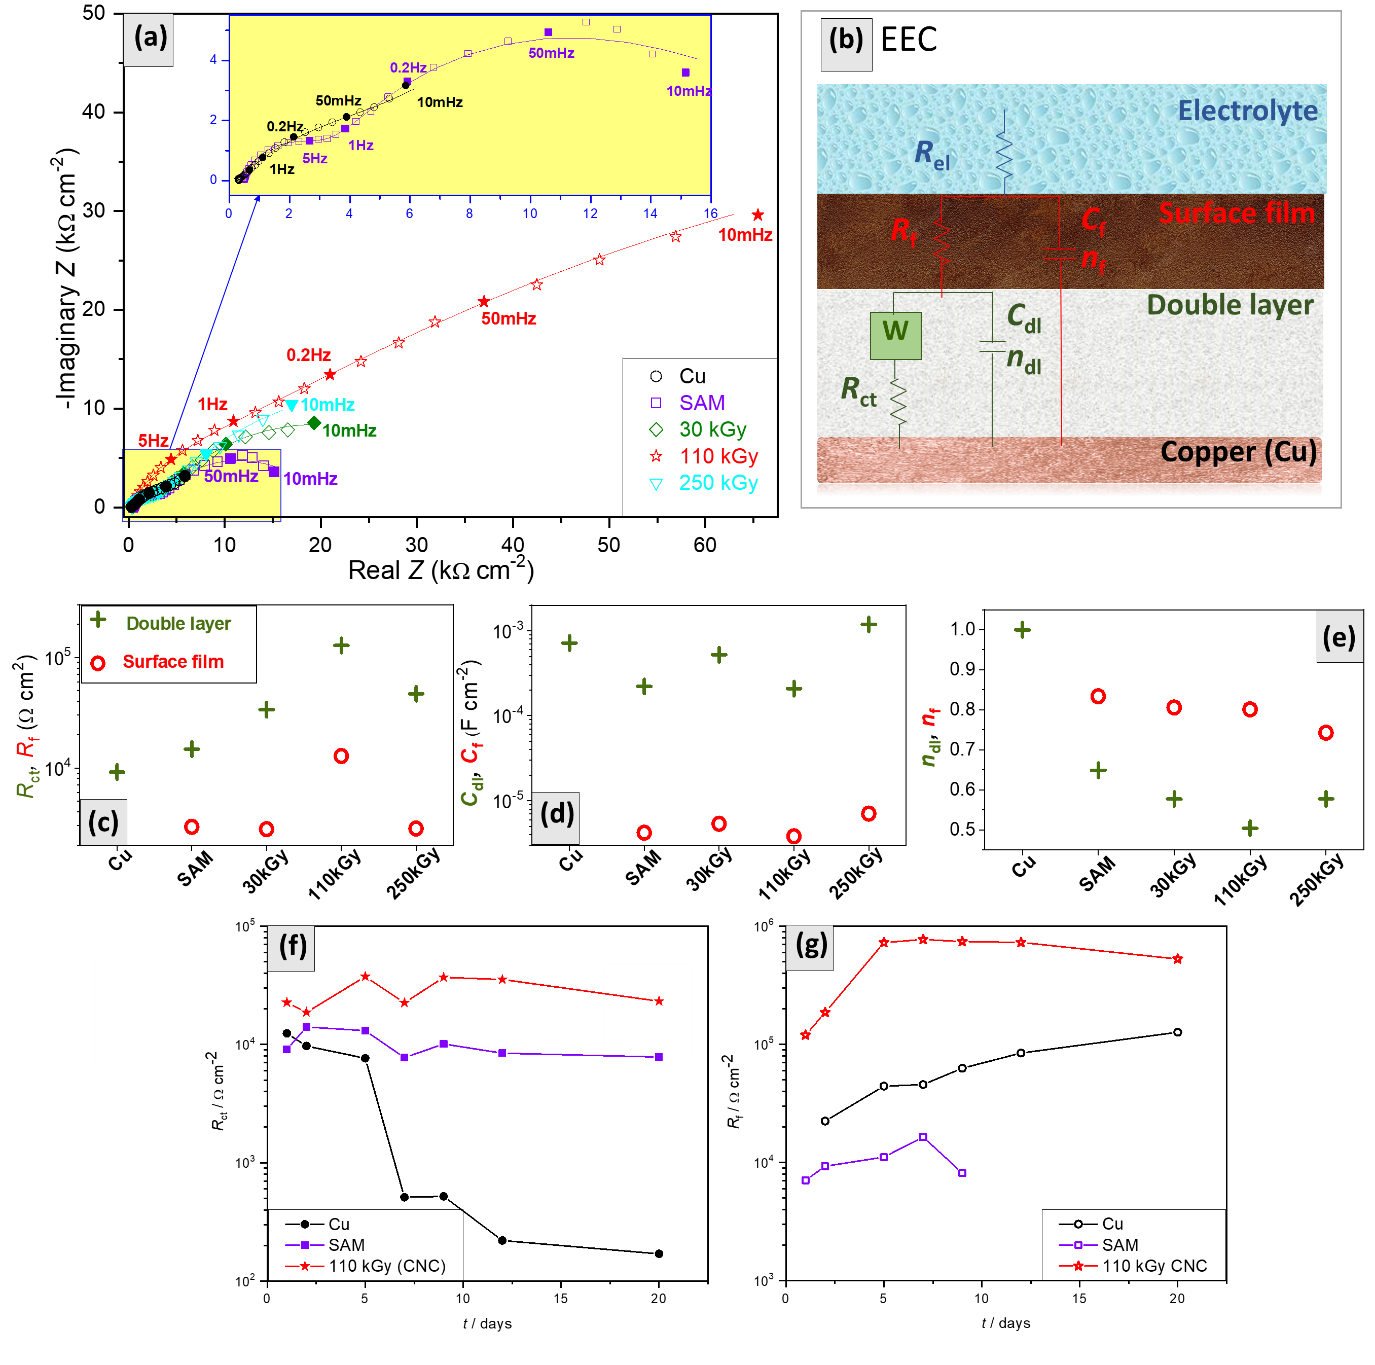 (a)
50
40
30
20
10
0
-Imaginary Z (kΩ cm-2)
0
10
20
30
40
50
60
Real Z (kΩ cm-2)
4
2
0
0
2
4
6
8
10
12
14
16
0.2Hz
50mHz
50mHz
10mHz
10mHz
0.2Hz
1Hz
5Hz
1Hz
10mHz
50mHz
0.2Hz
1Hz
5Hz
10mHz
10mHz
50mHz
10mHz
Cu
SAM
30 kGy
110 kGy
250 kGy
(b) EEC
Electrolyte
Rel
Surface film
Rf
Cf
nf
Double layer
W
Cdl
ndl
Rct
Copper (Cu)
(c)
Double layer
Surface film
Rct, Rf (Ω cm2)
105
104
Cu
SAM
30kGy
110kGy
250kGy
(d)
Cdl, Cf (F cm-2)
10-3
10-4
10-5
Cu
SAM
30kGy
110kGy
250kGy
(e)
ndl, nf
1.0
0.9
0.8
0.7
0.6
0.5
Cu
SAM
30kGy
110kGy
250kGy
(f)
105
104
103
102
Rct / Ω cm-2
Cu
SAM
110 kGy (CNC)
0
5
10
15
20
t / days
(g)
106
105
104
103
Rf / Ω cm-2
Cu
SAM
110 kGy CNC
0
5
10
15
20
t / days